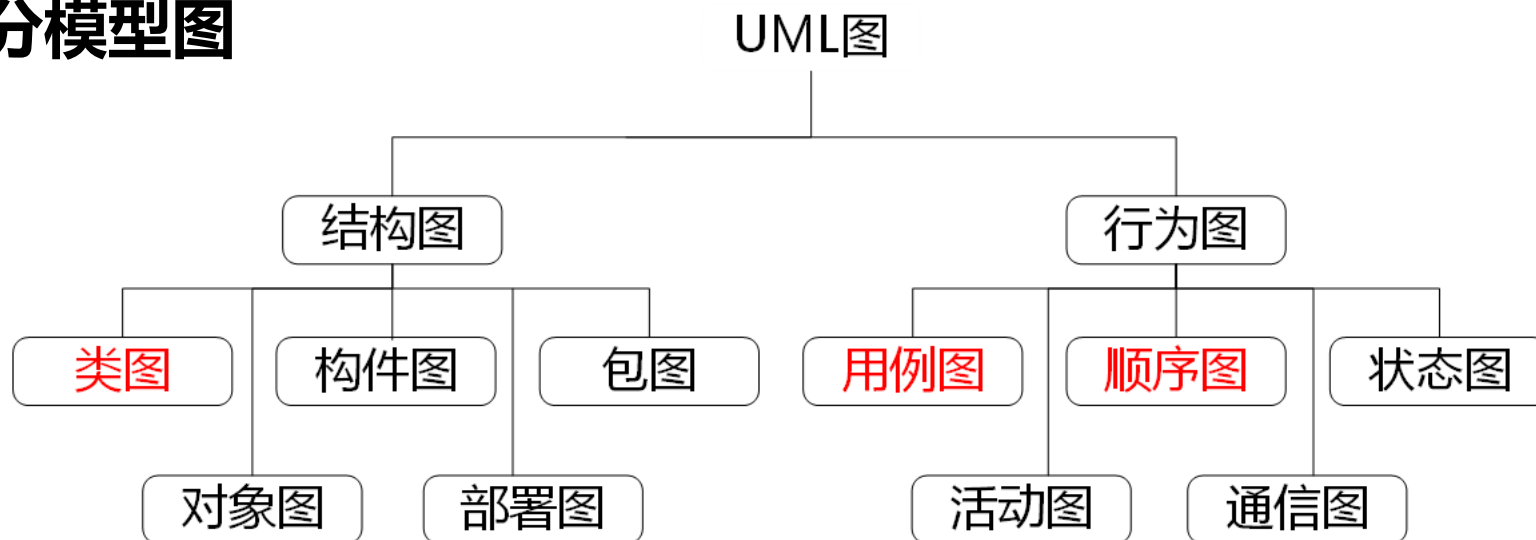 分模型图
UML图
结构图
行为图
类图
构件图
包图
用例图
顺序图
状态图
对象图
部署图
活动图
通信图